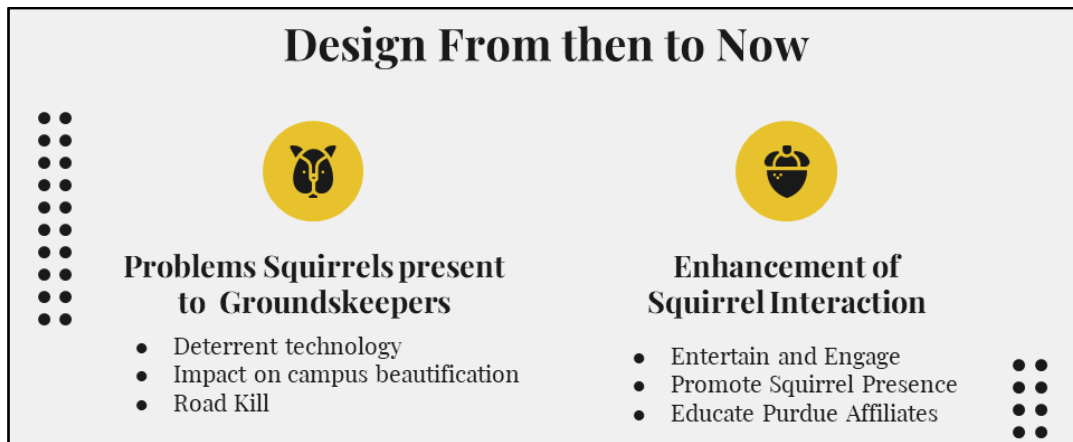 Design From then to Now
Problems Squirrels present
to Groundskeepers
● Deterrent technology
● Impact on campus beautification
● Road Kill
Enhancement of
Squirrel Interaction
● Entertain and Engage
● Promote Squirrel Presence
● Educate Purdue Affiliates